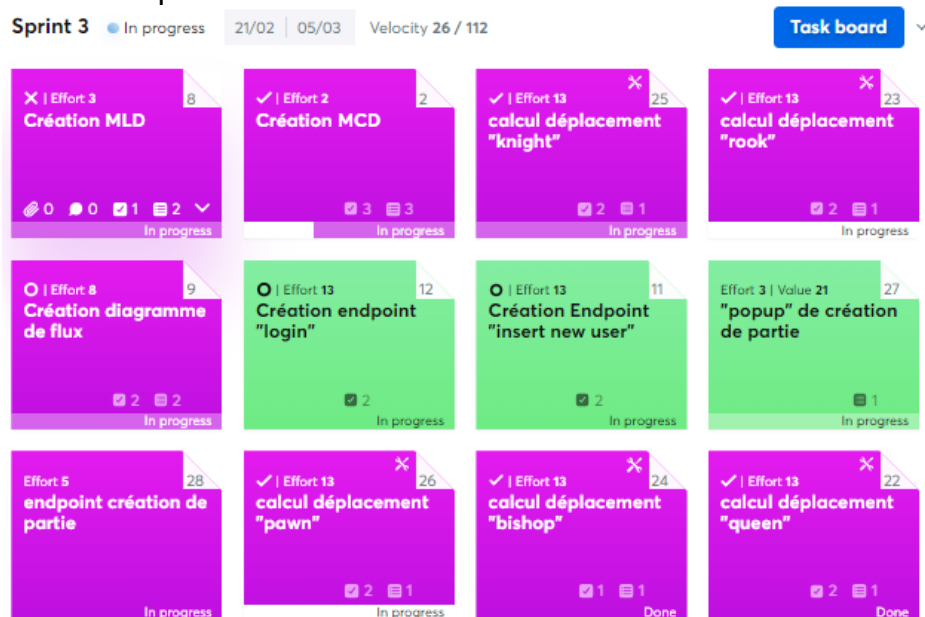 Sprint 3 In progress 21/02 05/03 Velocity 26 / 112 Task board
| Effort 3 8
Création MLD
0 0 1 2
In progress
| Effort 2 2
Création MCD
3 3
In progress
| Effort 13 25
calcul déplacement
"knight"
2 1
In progress
| Effort 13 23
calcul déplacement
"rook"
2 1
In progress
| Effort 8 9
Création diagramme
de flux
2 2
In progress
| Effort 13 12
Création endpoint
"login"
2
In progress
| Effort 13 11
Création Endpoint
"insert new user"
2
In progress
Effort 3 | Value 21 27
"popup" de création
de partie
1
In progress
Effort 5 28
endpoint création de
partie
In progress
| Effort 13 26
calcul déplacement
"pawn"
2 1
In progress
| Effort 13 24
calcul déplacement
"bishop"
1 1
Done
| Effort 13 22
calcul déplacement
"queen"
2 1
Done